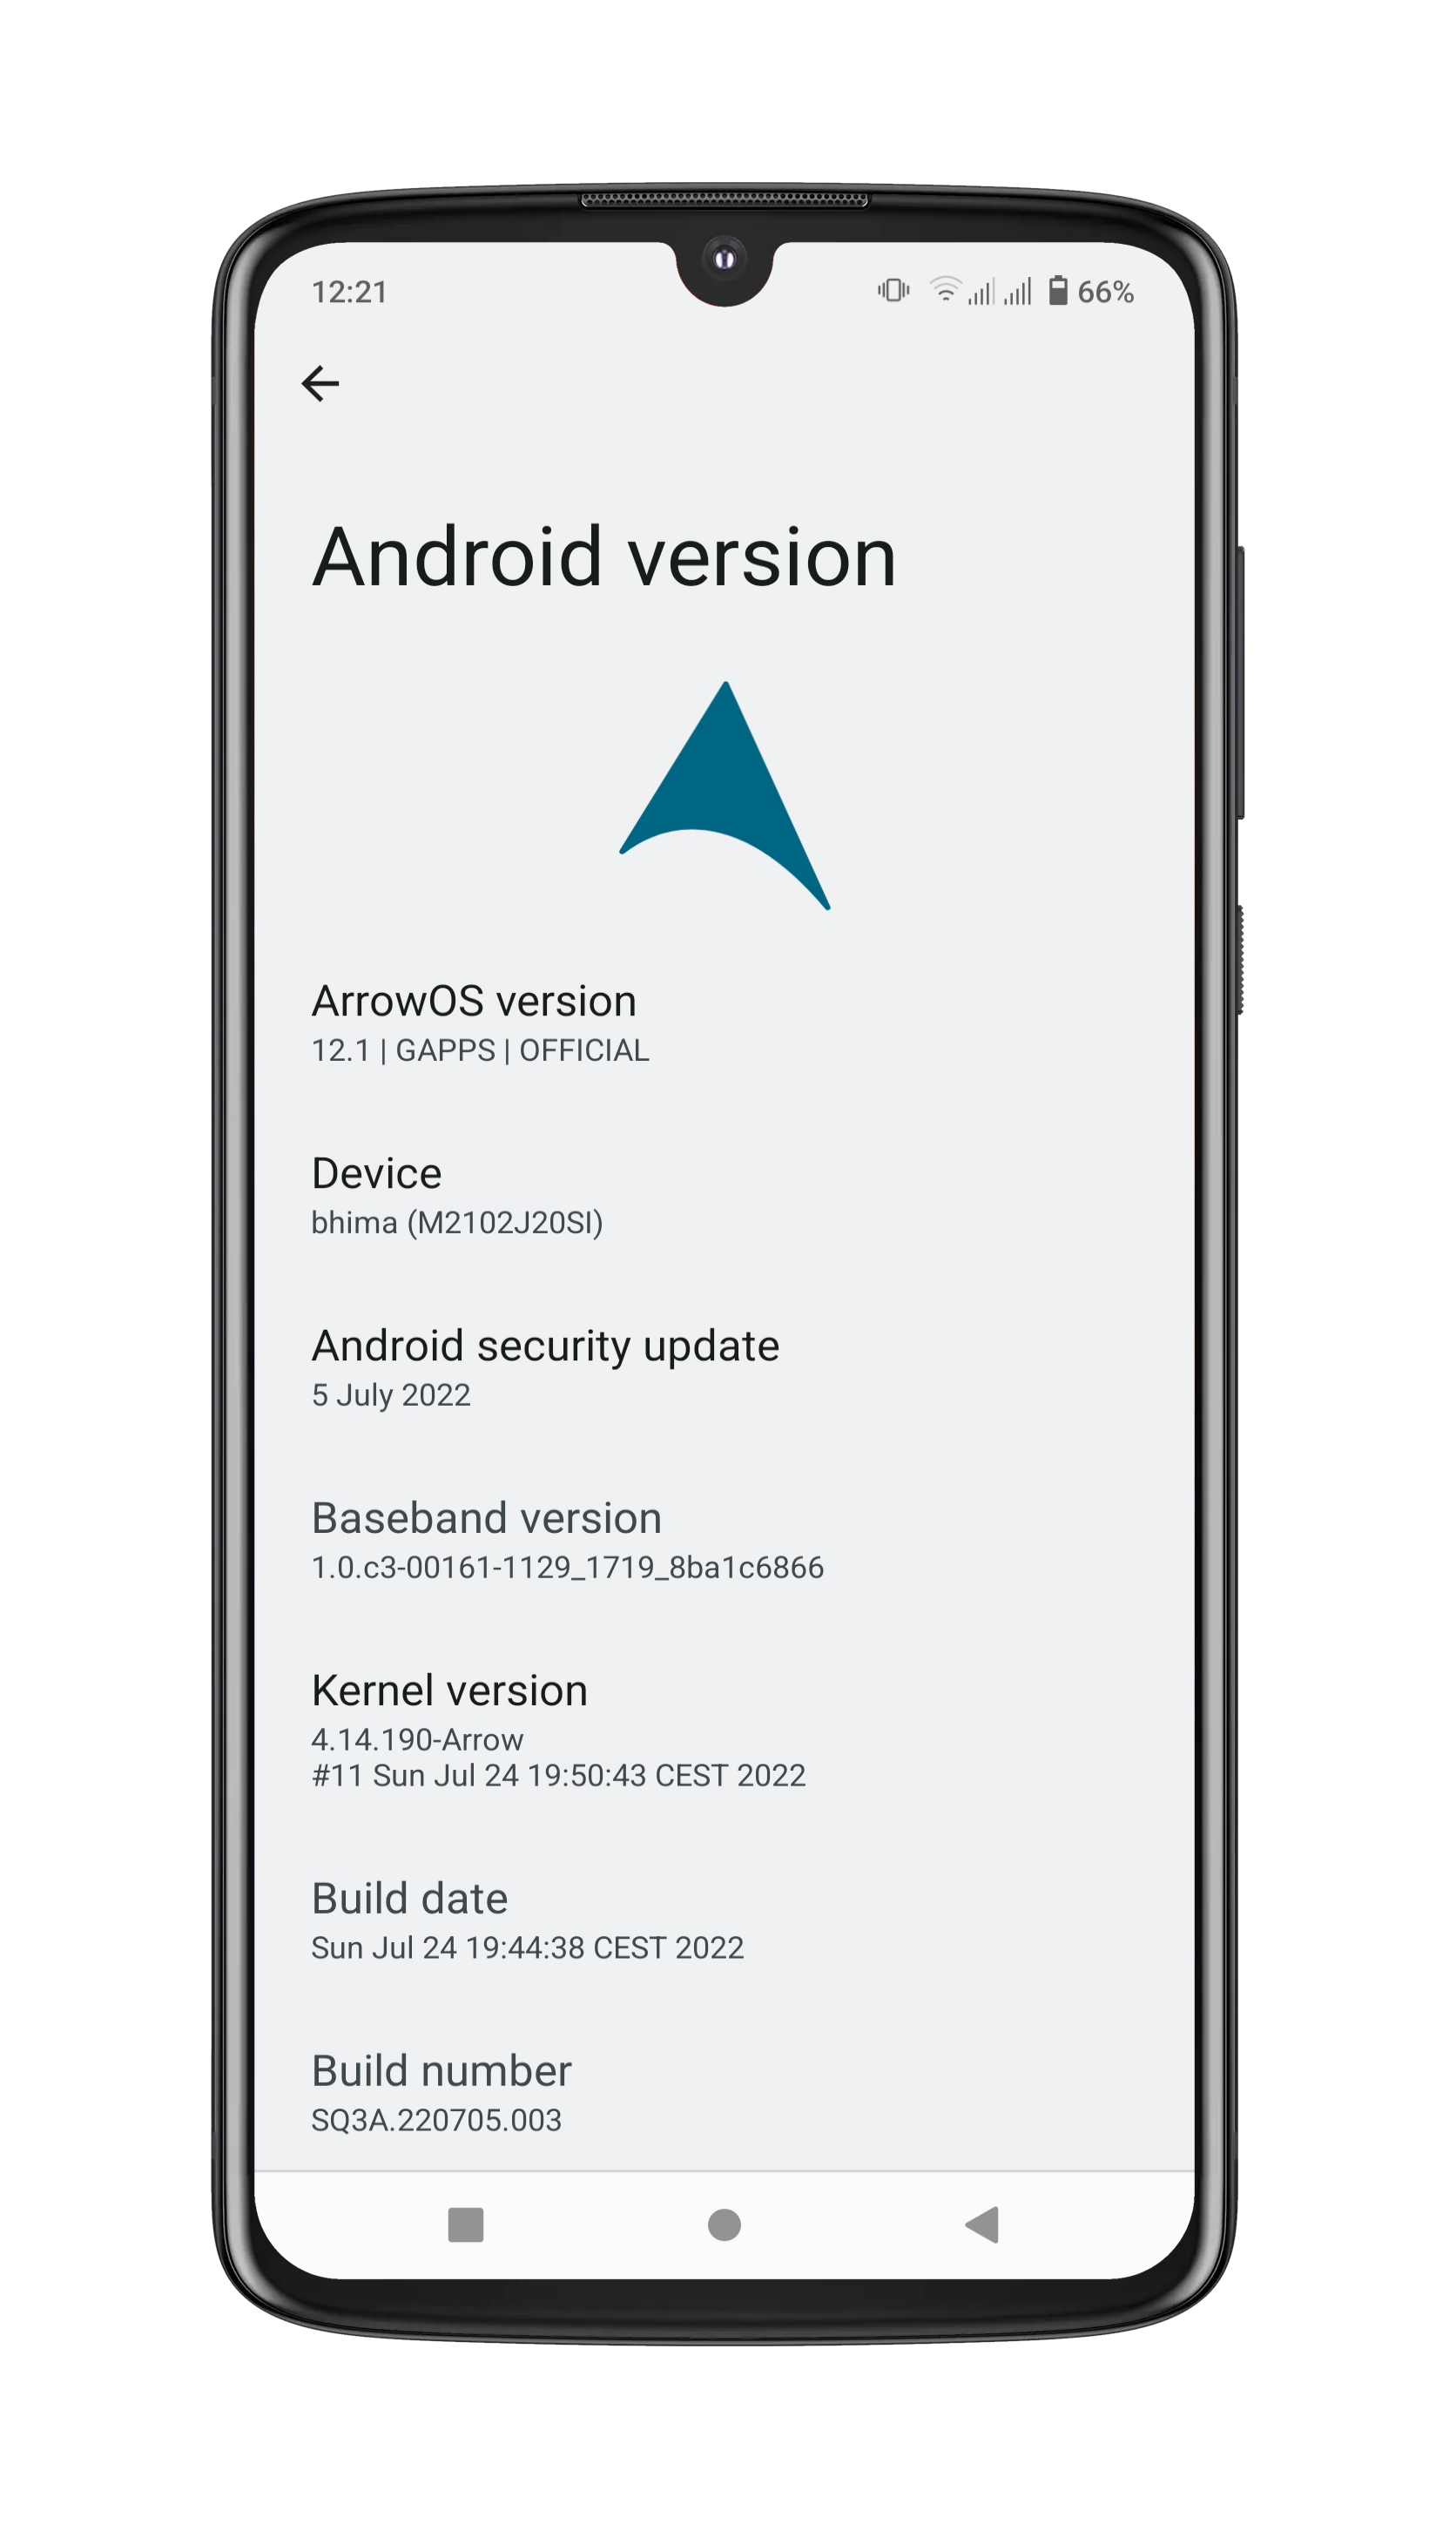 12:21
66%
Android version
ArrowOS version
12.1 | GAPPS | OFFICIAL
Device
bhima (M2102J20SI)
Android security update
5 July 2022
Baseband version
1.0.c3-00161-1129_1719_8ba1c6866
Kernel version
4.14.190-Arrow
#11 Sun Jul 24 19:50:43 CEST 2022
Build date
Sun Jul 24 19:44:38 CEST 2022
Build number
SQ3A.220705.003